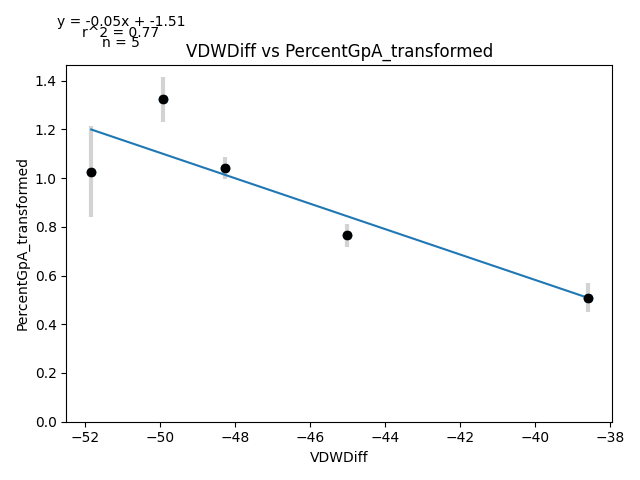 y = -0.05x + -1.51
r^2 = 0.77
n = 5
VDWDiff vs PercentGpA_transformed
PercentGpA_transformed
1.4
1.2
1.0
0.8
0.6
0.4
0.2
0.0
−52 −50 −48 −46 −44 −42 −40 −38
VDWDiff